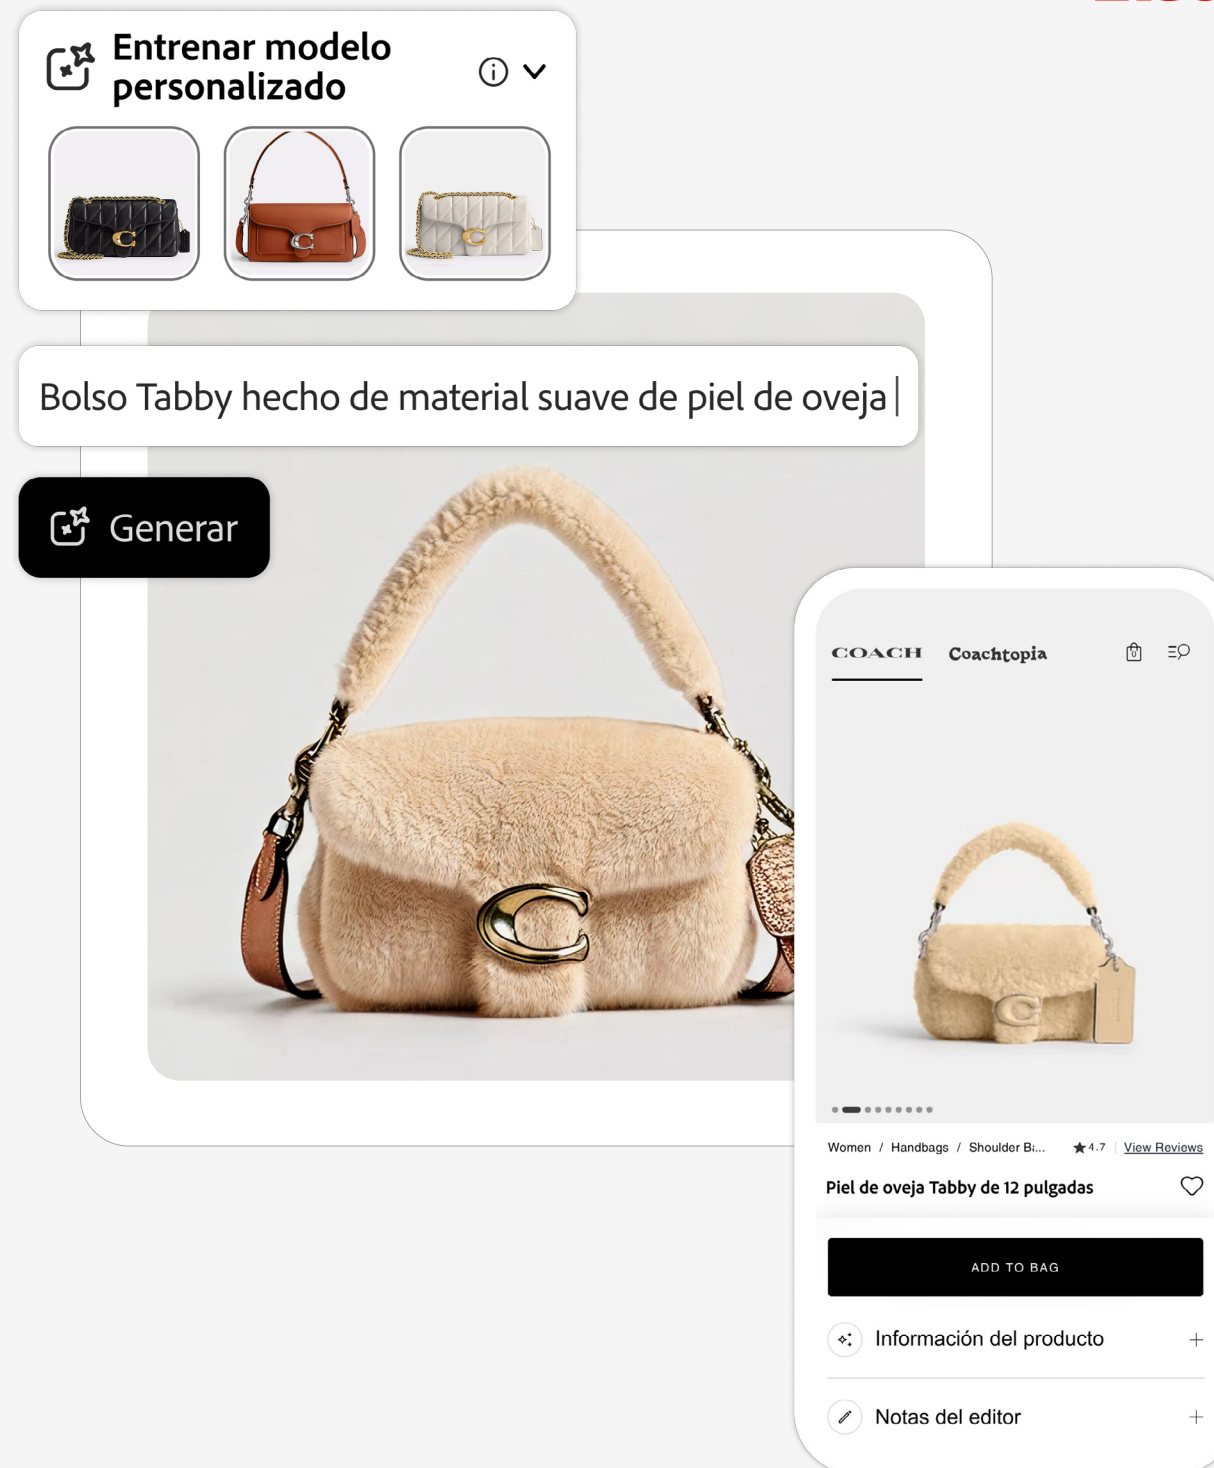 Entrenar modelo
personalizado
Bolso Tabby hecho de material suave de piel de oveja
Generar
COACH Coachtopia
Women / Handbags / Shoulder Ba... ★4.7 View Reviews
Piel de oveja Tabby de 12 pulgadas
ADD TO BAG
Información del producto
Notas del editor